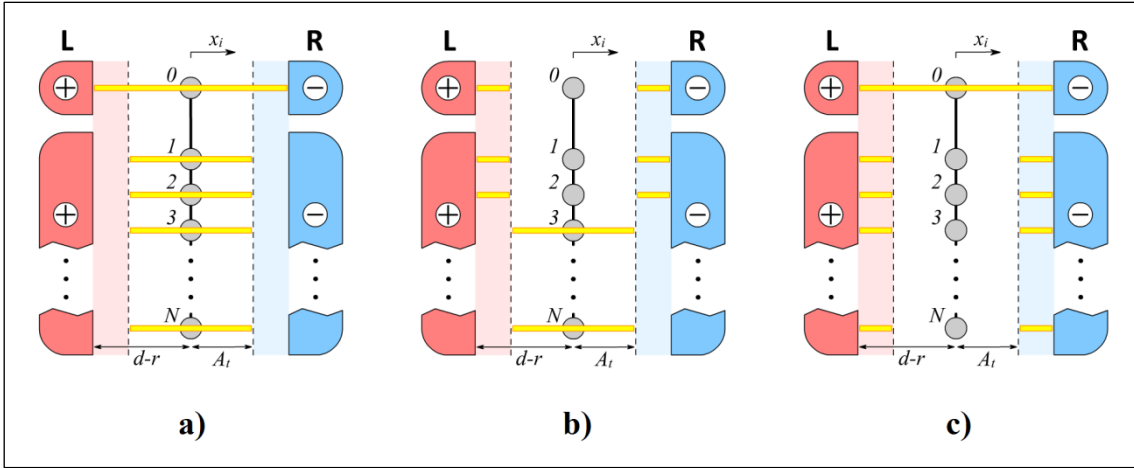 L R L R L R
x_i x_i x_i
0 0 0
+ − + − + −
1 1 1
2 2 2
3 3 3
+ − + − + −
N N N
d-r A_t d-r A_t d-r A_t
a) b) c)